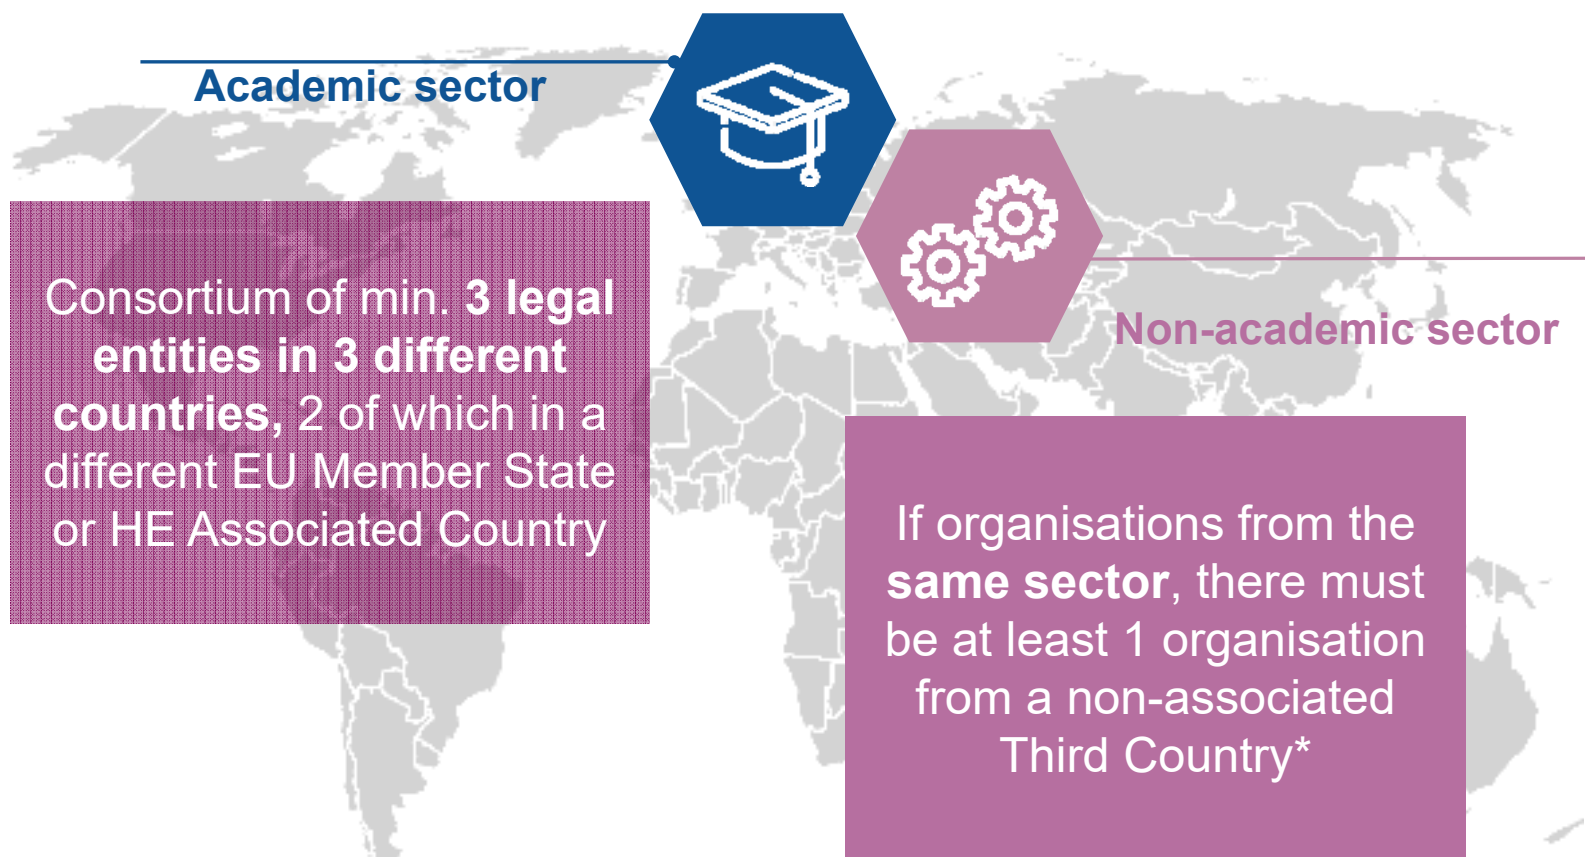 Academic sector
Consortium of min. 3 legal
entities in 3 different
countries, 2 of which in a
different EU Member State
or HE Associated Country
Non-academic sector
If organisations from the
same sector, there must
be at least 1 organisation
from a non-associated
Third Country*